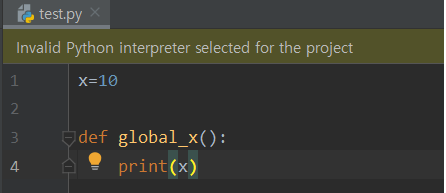 test.py
Invalid Python interpreter selected for the project
1 x=10
2
3 def global_x():
4 print(x)